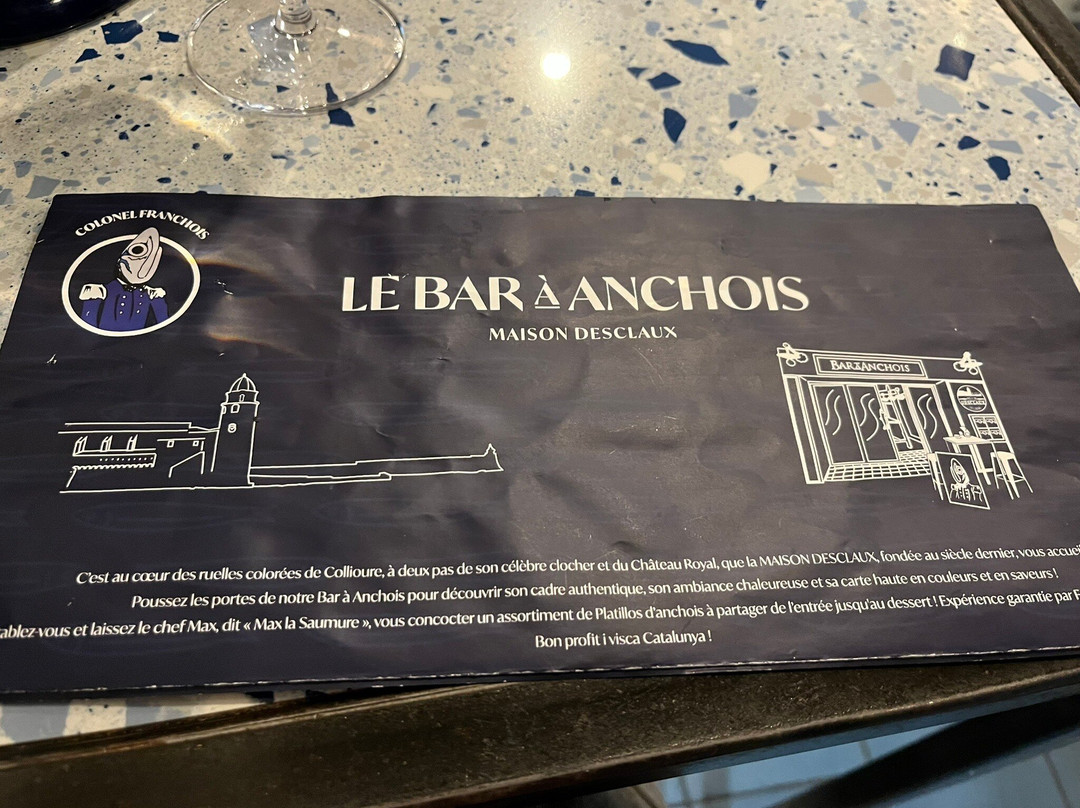 COLONEL FRANCHOIS
LE BAR À ANCHOIS
MAISON DESCLAUX
BAR À ANCHOIS
C'est au cœur des ruelles colorées de Collioure, à deux pas de son célèbre clocher et du Château Royal, que la MAISON DESCLAUX, fondée au siècle dernier, vous
Poussez les portes de notre Bar à Anchois pour découvrir son cadre authentique, son ambiance chaleureuse et sa carte haute en couleurs et en saveurs !
et laissez le chef Max, dit « Max la Saumure », vous concocter un assortiment de Platillos d'anchois à partager de l'entrée jusqu'au dessert ! Expérience garantie par
Bon profit i visca Catalunya !